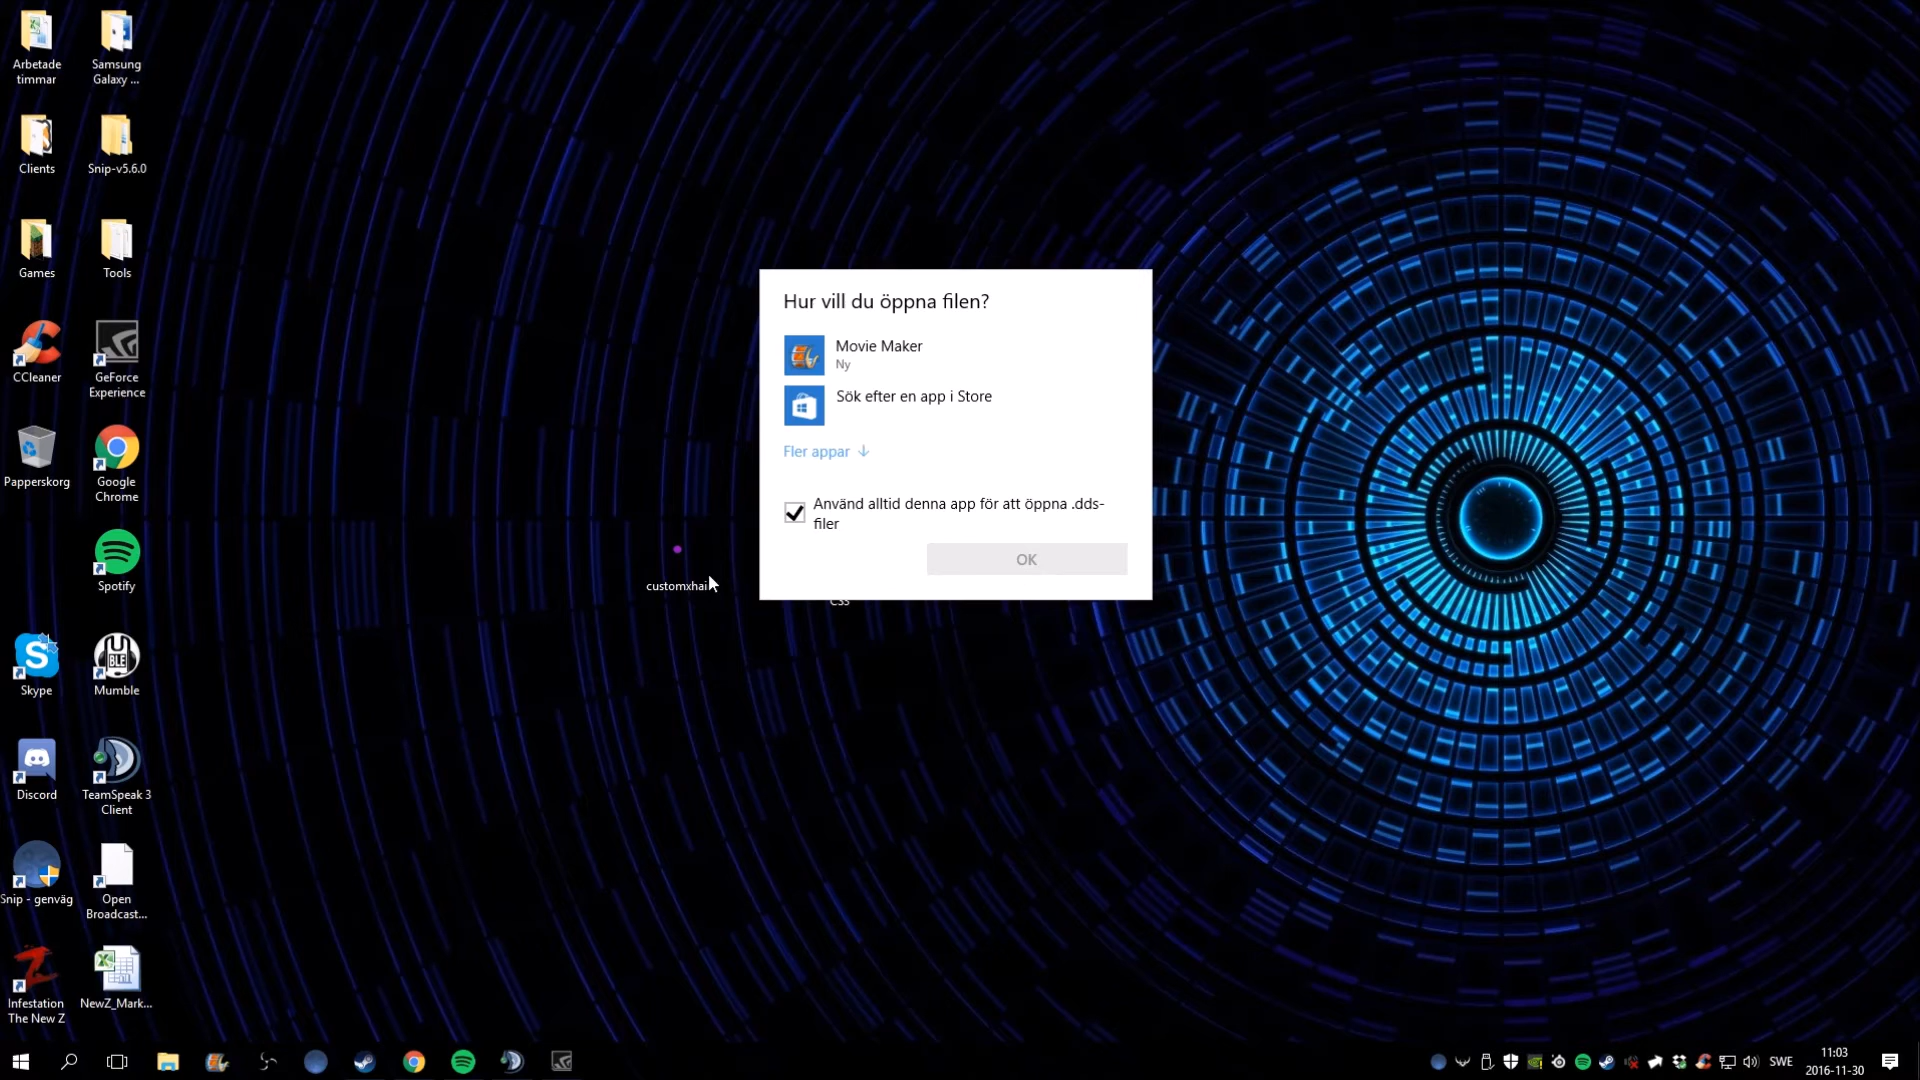 Arbetade
timmar
Samsung
Galaxy ...
Clients
Snip-v5.6.0
Games
Tools
CCleaner
GeForce
Experience
Papperskorg
Google
Chrome
Spotify
Skype
Mumble
Discord
TeamSpeak 3
Client
Snip - genväg
Open
Broadcast...
Infestation
The New Z
NewZ_Mark...
customxhai
CSS
Hur vill du öppna filen?
Movie Maker
Ny
Sök efter en app i Store
Fler appar
Använd alltid denna app för att öppna .dds-
filer
OK
SWE
11:03
2016-11-30